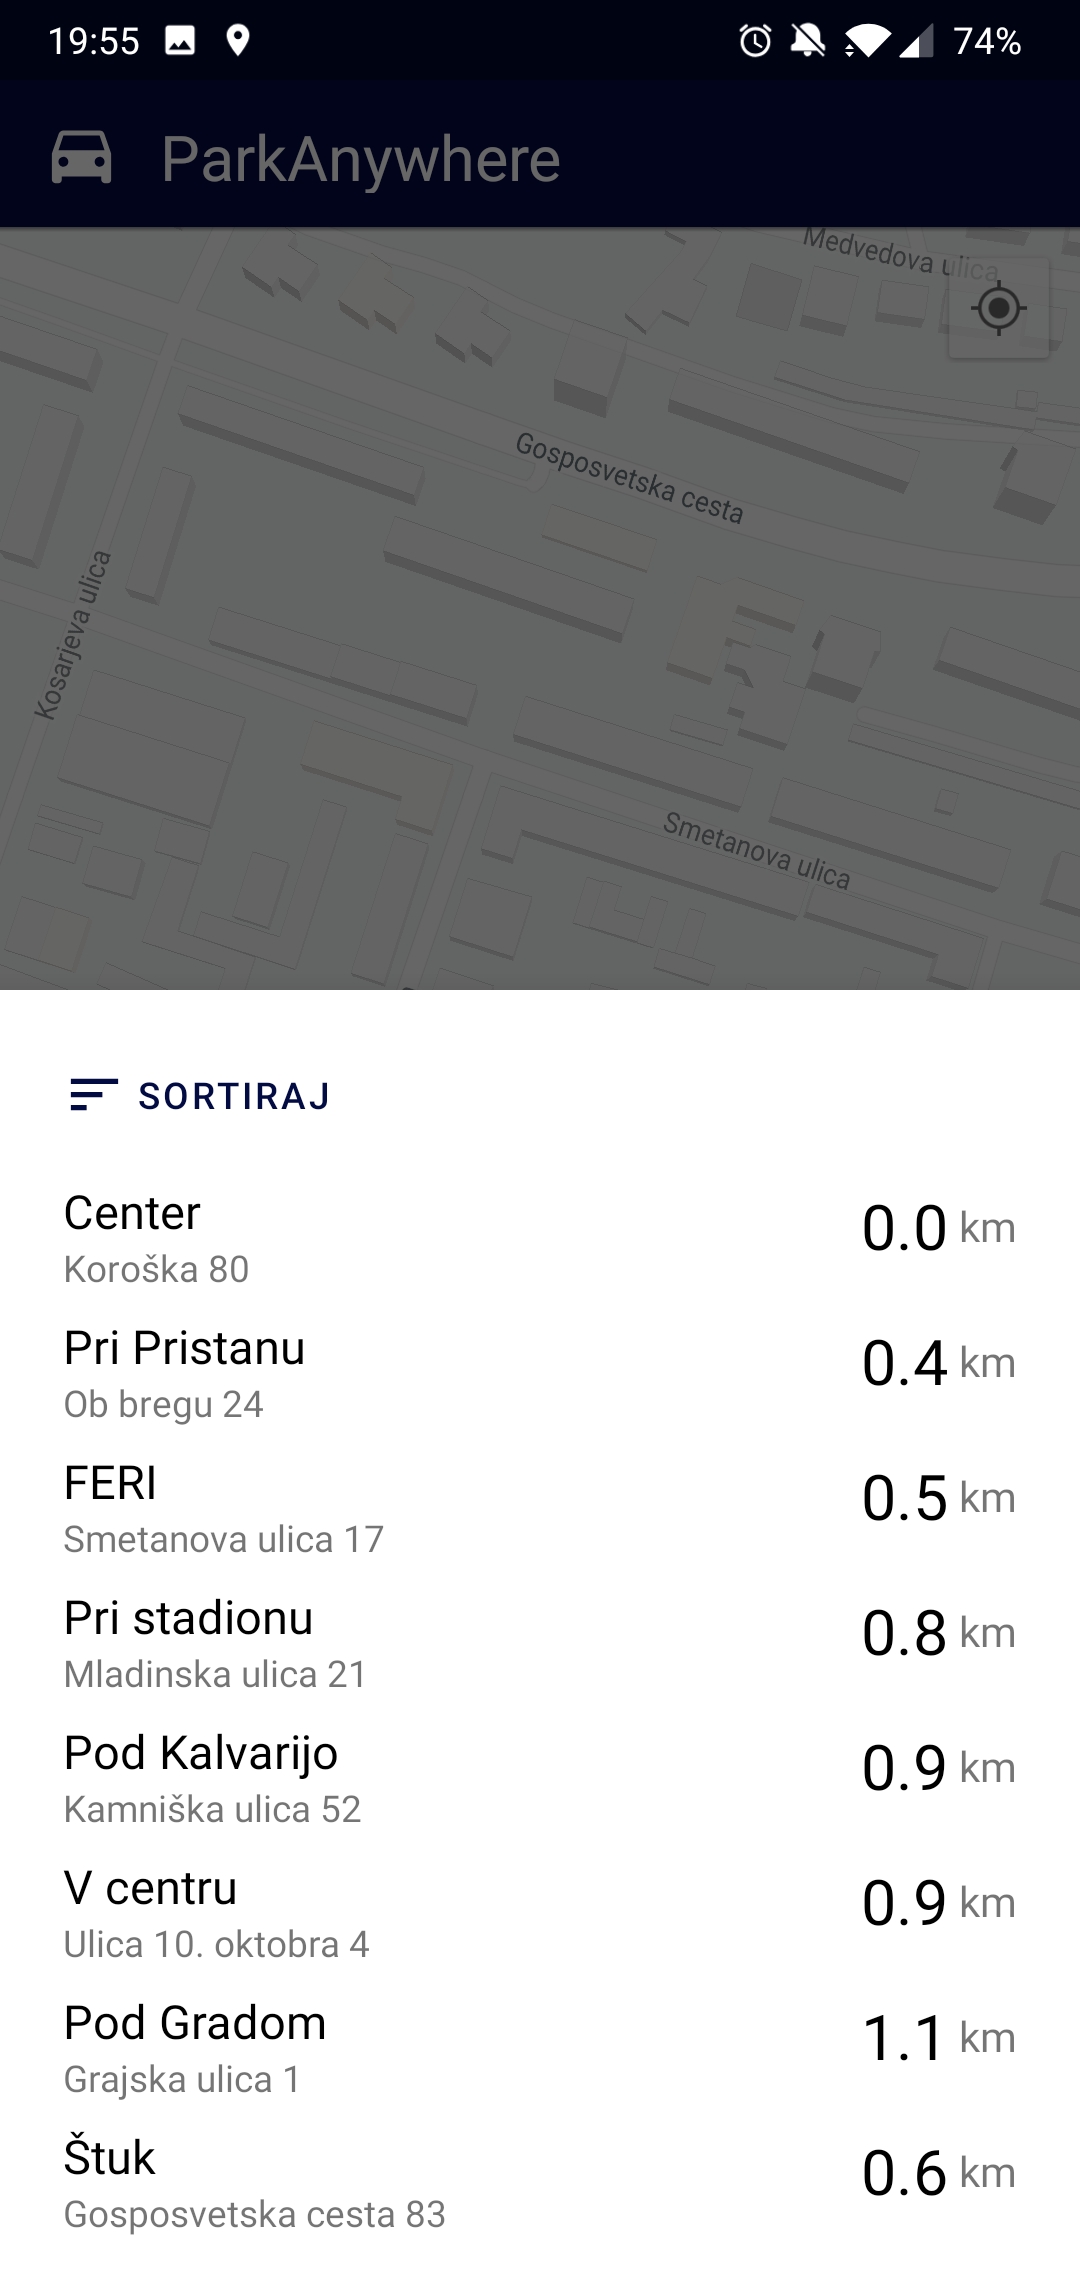 19:55
74%
ParkAnywhere
Medvedova ulica
Gosposvetska cesta
Kosarjeva ulica
Smetanova ulica
SORTIRAJ
Center
0.0 km
Koroška 80
Pri Pristanu
0.4 km
Ob bregu 24
FERI
0.5 km
Smetanova ulica 17
Pri stadionu
0.8 km
Mladinska ulica 21
Pod Kalvarijo
0.9 km
Kamniška ulica 52
V centru
0.9 km
Ulica 10. oktobra 4
Pod Gradom
1.1 km
Grajska ulica 1
Štuk
0.6 km
Gosposvetska cesta 83